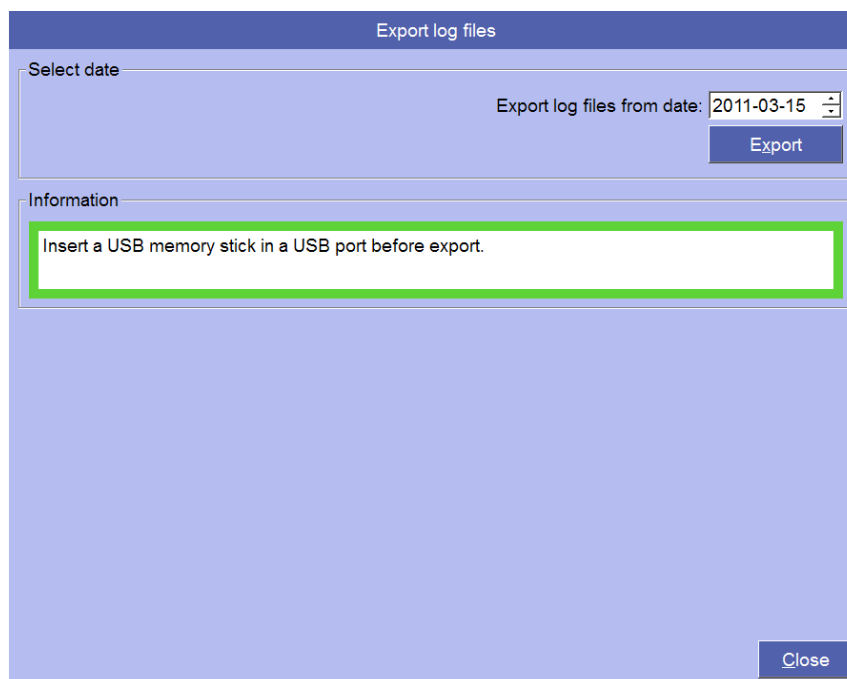 Export log files
Select date
Export log files from date: 2011-03-15
Export
Information
Insert a USB memory stick in a USB port before export.
Close